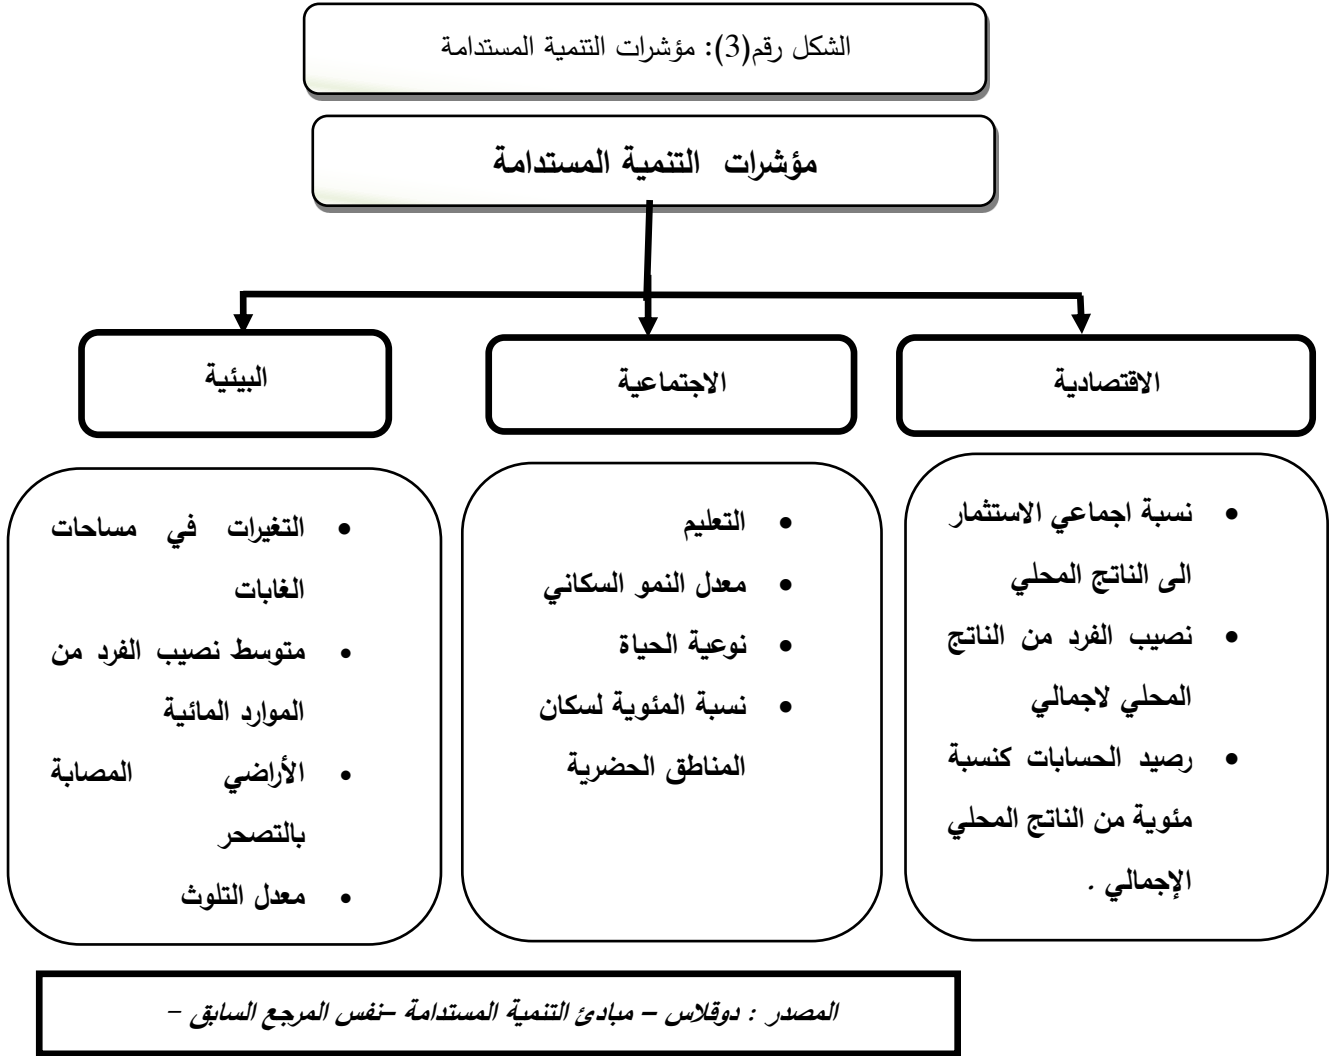 الشكل رقم(3): مؤشرات التنمية المستدامة
مؤشرات التنمية المستدامة
الاقتصادية
الاجتماعية
البيئية
• نسبة اجماعي الاستثمار
الى الناتج المحلي
• نصيب الفرد من الناتج
المحلي لاجمالي
• رصيد الحسابات كنسبة
مئوية من الناتج المحلي
الإجمالي .
• التعليم
• معدل النمو السكاني
• نوعية الحياة
• نسبة المئوية لسكان
المناطق الحضرية
• التغيرات في مساحات
الغابات
• متوسط نصيب الفرد من
الموارد المائية
• الأراضي المصابة
بالتصحر
• معدل التلوث
المصدر : دوقلاس – مبادئ التنمية المستدامة –نفس المرجع السابق -